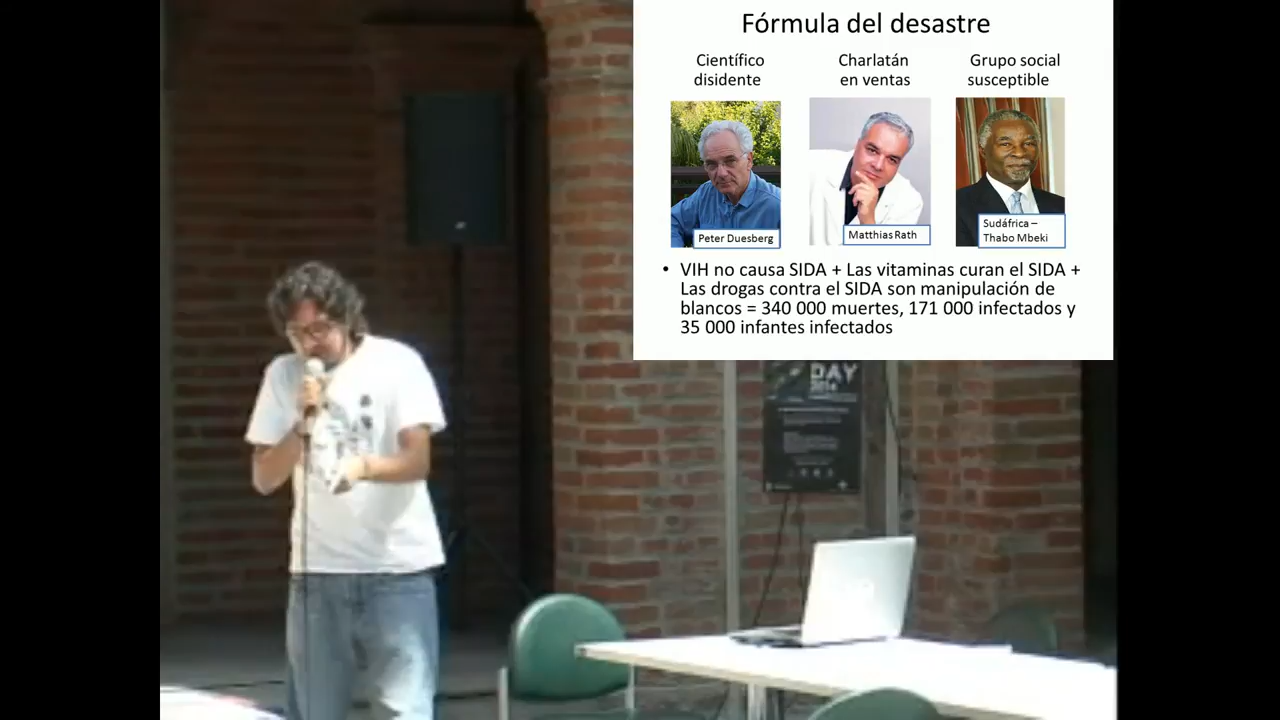 Fórmula del desastre
Científico
disidente
Charlatán
en ventas
Grupo social
susceptible
Peter Duesberg
Matthias Rath
Sudáfrica –
Thabo Mbeki
• VIH no causa SIDA + Las vitaminas curan el SIDA +
Las drogas contra el SIDA son manipulación de
blancos = 340 000 muertes, 171 000 infectados y
35 000 infantes infectados
DAY
2014